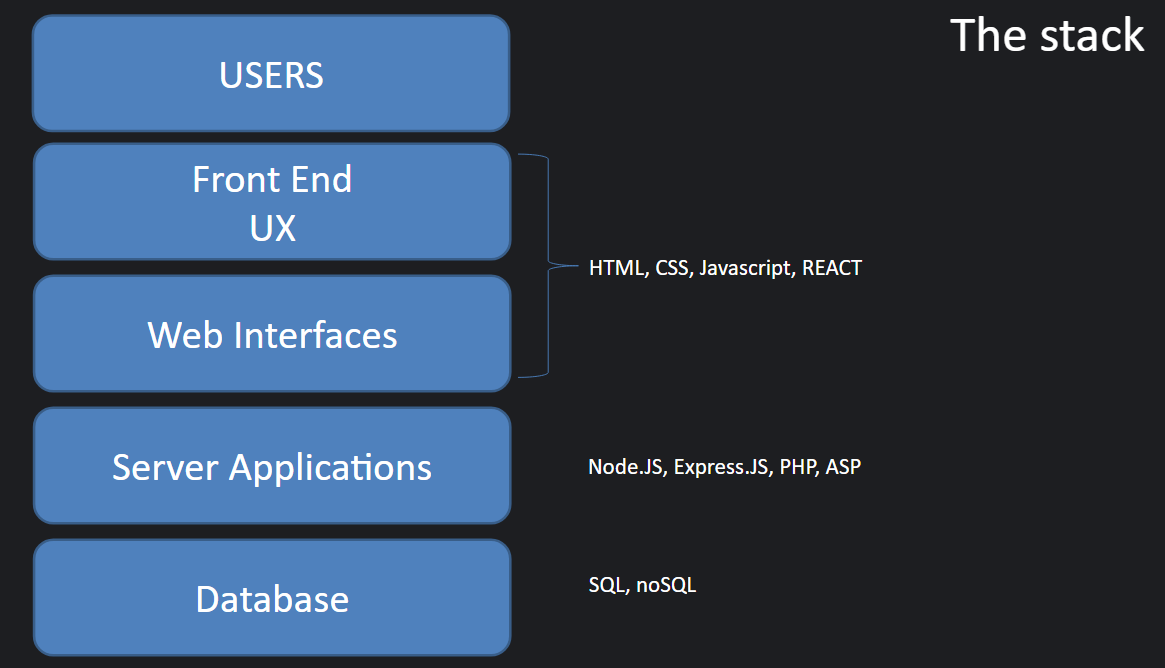 The stack
USERS
Front End
UX
HTML, CSS, Javascript, REACT
Web Interfaces
Server Applications
Node.JS, Express.JS, PHP, ASP
Database
SQL, noSQL